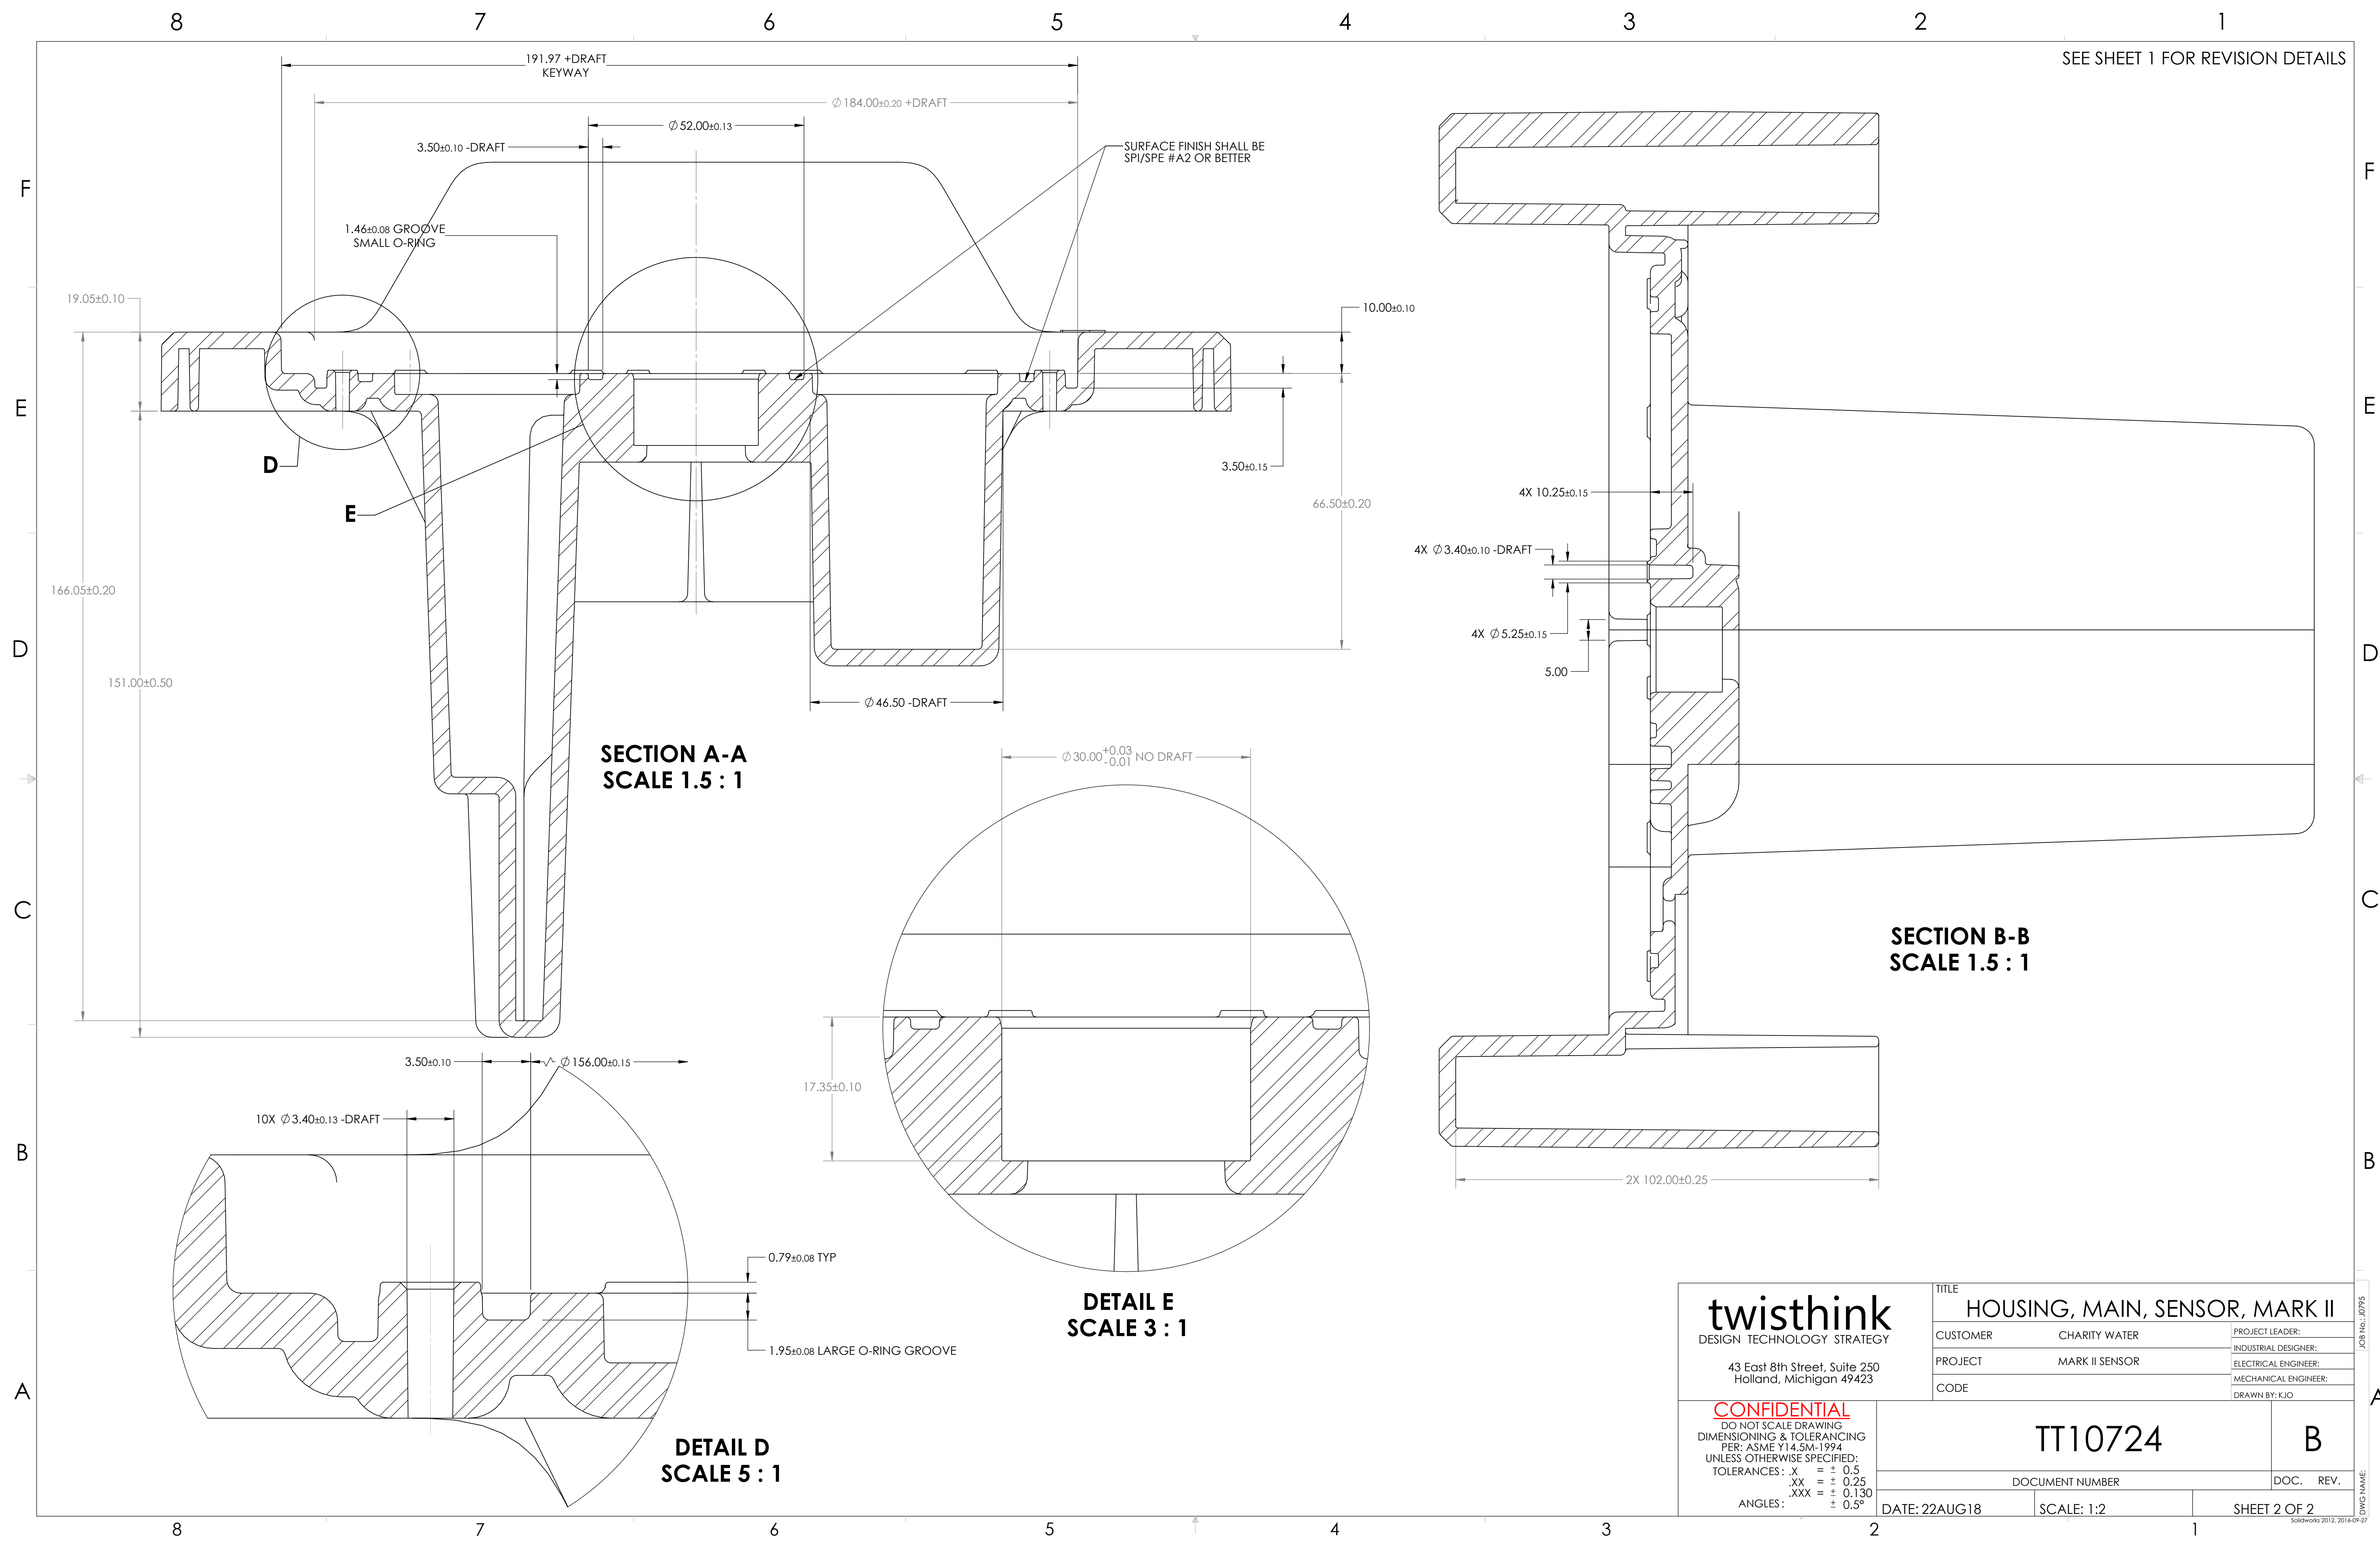 8 7 6 5 4 3 2 1
SEE SHEET 1 FOR REVISION DETAILS
F
E
D
C
B
A
F
E
D
C
B
A
191.97 +DRAFT
KEYWAY
∅184.00±0.20 +DRAFT
∅52.00±0.13
3.50±0.10 -DRAFT
SURFACE FINISH SHALL BE
SPI/SPE #A2 OR BETTER
1.46±0.08 GROOVE
SMALL O-RING
19.05±0.10
10.00±0.10
D
E
3.50±0.15
66.50±0.20
166.05±0.20
151.00±0.50
∅46.50 -DRAFT
SECTION A-A
SCALE 1.5 : 1
4X 10.25±0.15
4X ∅3.40±0.10 -DRAFT
4X ∅5.25±0.15
5.00
SECTION B-B
SCALE 1.5 : 1
2X 102.00±0.25
∅30.00 +0.03 -0.01 NO DRAFT
17.35±0.10
DETAIL E
SCALE 3 : 1
3.50±0.10
∅156.00±0.15
10X ∅3.40±0.13 -DRAFT
0.79±0.08 TYP
1.95±0.08 LARGE O-RING GROOVE
DETAIL D
SCALE 5 : 1
twisthink
DESIGN TECHNOLOGY STRATEGY
43 East 8th Street, Suite 250
Holland, Michigan 49423
TITLE
HOUSING, MAIN, SENSOR, MARK II
CUSTOMER CHARITY WATER
PROJECT MARK II SENSOR
CODE
PROJECT LEADER:
INDUSTRIAL DESIGNER:
ELECTRICAL ENGINEER:
MECHANICAL ENGINEER:
DRAWN BY: KJO
JOB No.: J0795
CONFIDENTIAL
DO NOT SCALE DRAWING
DIMENSIONING & TOLERANCING
PER: ASME Y14.5M-1994
UNLESS OTHERWISE SPECIFIED:
TOLERANCES: .X = ± 0.5
.XX = ± 0.25
.XXX = ± 0.130
ANGLES: ± 0.5°
TT10724
B
DOCUMENT NUMBER
DOC. REV.
DATE: 22AUG18
SCALE: 1:2
SHEET 2 OF 2
DWG NAME:
Solidworks 2012, 2016-09-27
8 7 6 5 4 3 2 1